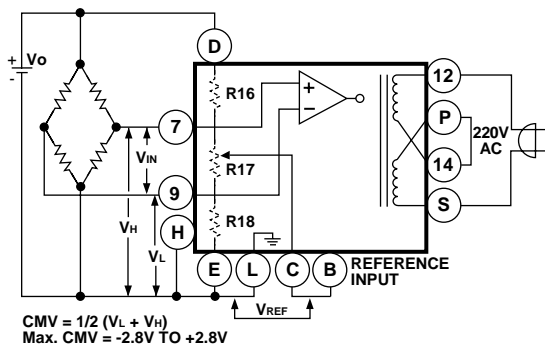 +
-
Vo
D
R16
+
−
7
R17
9
R18
H
E
L
C
B
12
P
14
S
220V
AC
VIN
VH
VL
REFERENCE
INPUT
VREF
CMV = 1/2 (VL + VH)
Max. CMV = -2.8V TO +2.8V